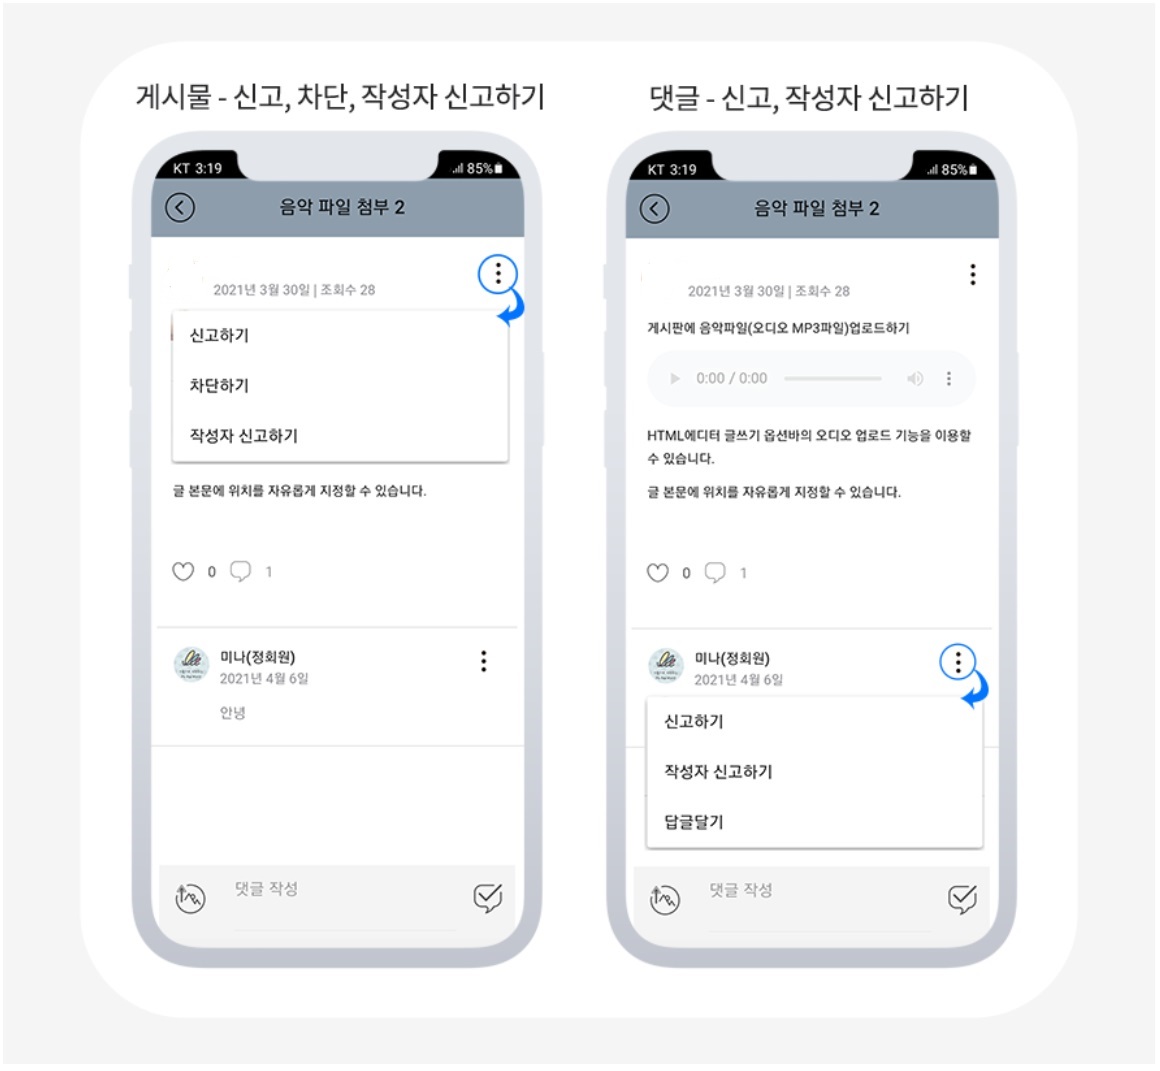 게시물 - 신고, 차단, 작성자 신고하기
KT 3:19
85%
음악 파일 첨부 2
2021년 3월 30일 | 조회수 28
신고하기
차단하기
작성자 신고하기
글 본문에 위치를 자유롭게 지정할 수 있습니다.
0 1
미나(정회원)
2021년 4월 6일
안녕
댓글 작성
댓글 - 신고, 작성자 신고하기
KT 3:19
85%
음악 파일 첨부 2
2021년 3월 30일 | 조회수 28
게시판에 음악파일(오디오 MP3파일)업로드하기
0:00 / 0:00
HTML에디터 글쓰기 옵션바의 오디오 업로드 기능을 이용할
수 있습니다.
글 본문에 위치를 자유롭게 지정할 수 있습니다.
0 1
미나(정회원)
2021년 4월 6일
신고하기
작성자 신고하기
답글달기
댓글 작성